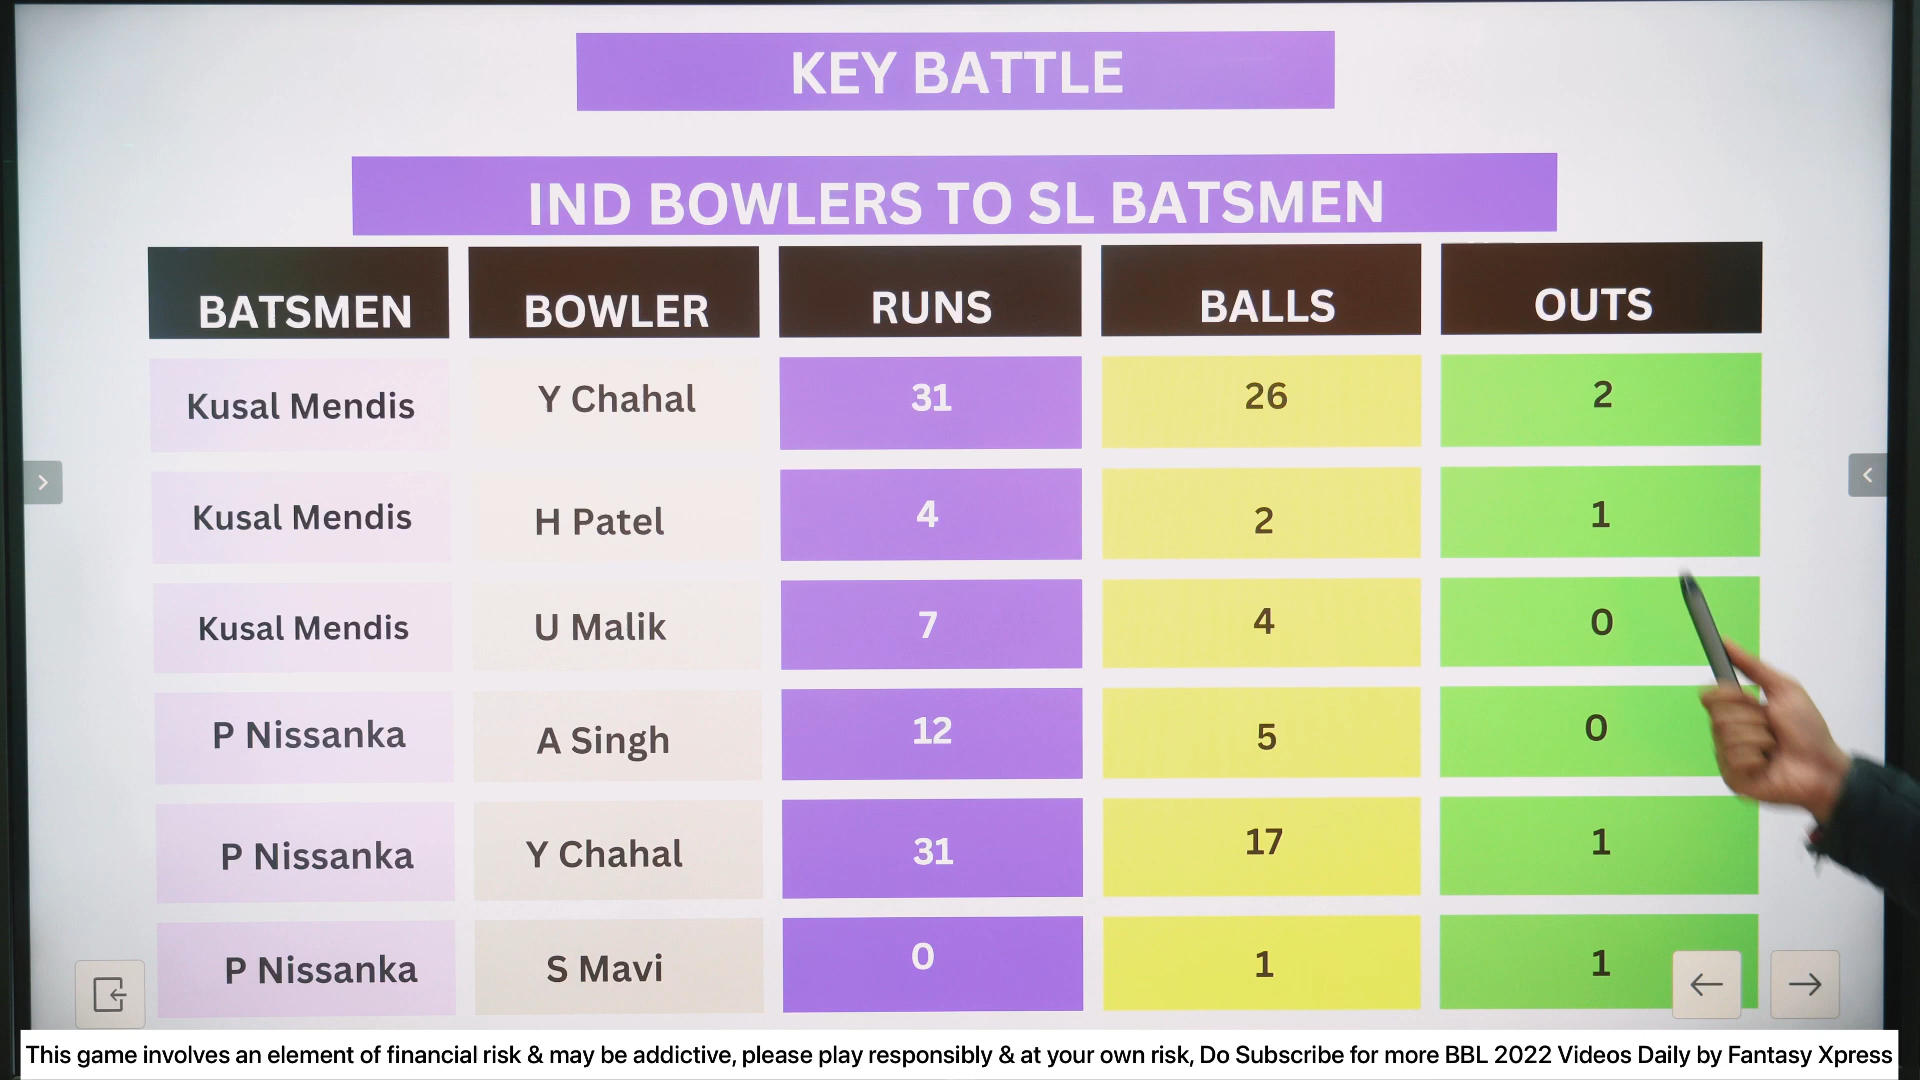 KEY BATTLE
IND BOWLERS TO SL BATSMEN
BATSMEN BOWLER RUNS BALLS OUTS
Kusal Mendis Y Chahal 31 26 2
Kusal Mendis H Patel 4 2 1
Kusal Mendis U Malik 7 4 0
P Nissanka A Singh 12 5 0
P Nissanka Y Chahal 31 17 1
P Nissanka S Mavi 0 1 1
This game involves an element of financial risk & may be addictive, please play responsibly & at your own risk, Do Subscribe for more BBL 2022 Videos Daily by Fantasy Xpress